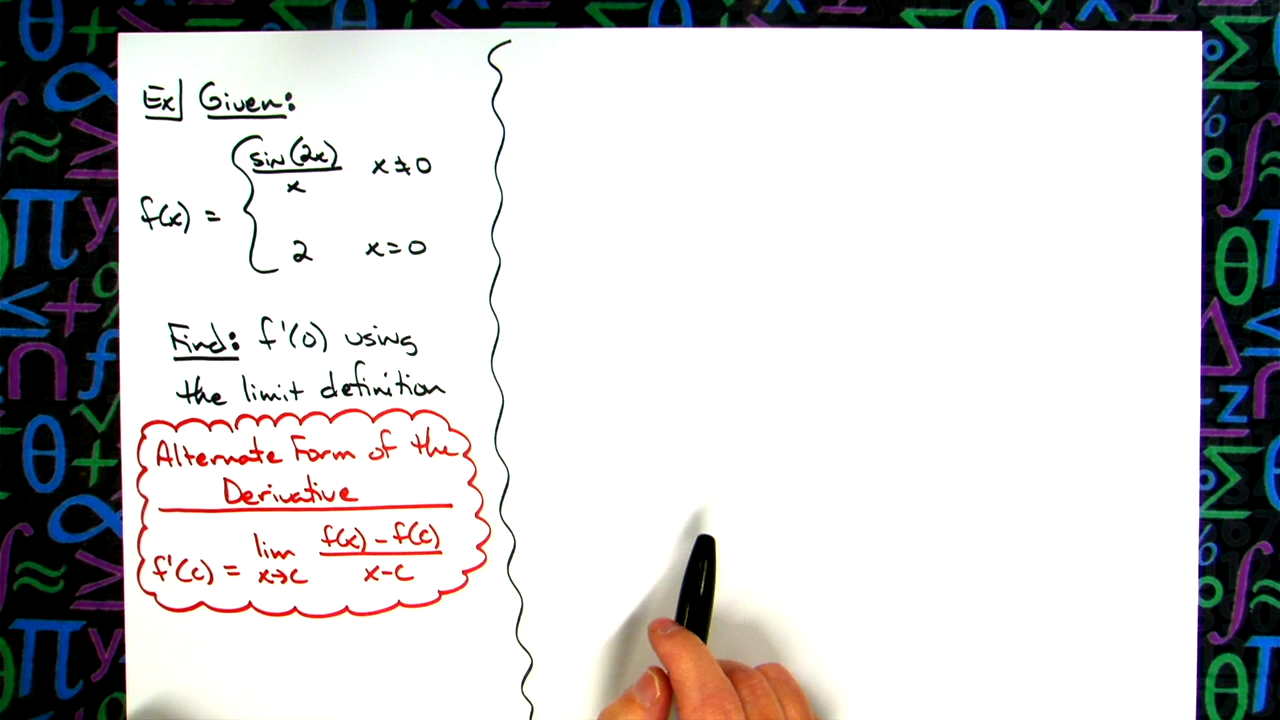 Ex| Given:
f(x) = { sin(2x)/x x≠0
2 x=0
Find: f'(0) using
the limit definition
Alternate Form of the
Derivative
f'(c) = lim x→c f(x)-f(c)/x-c